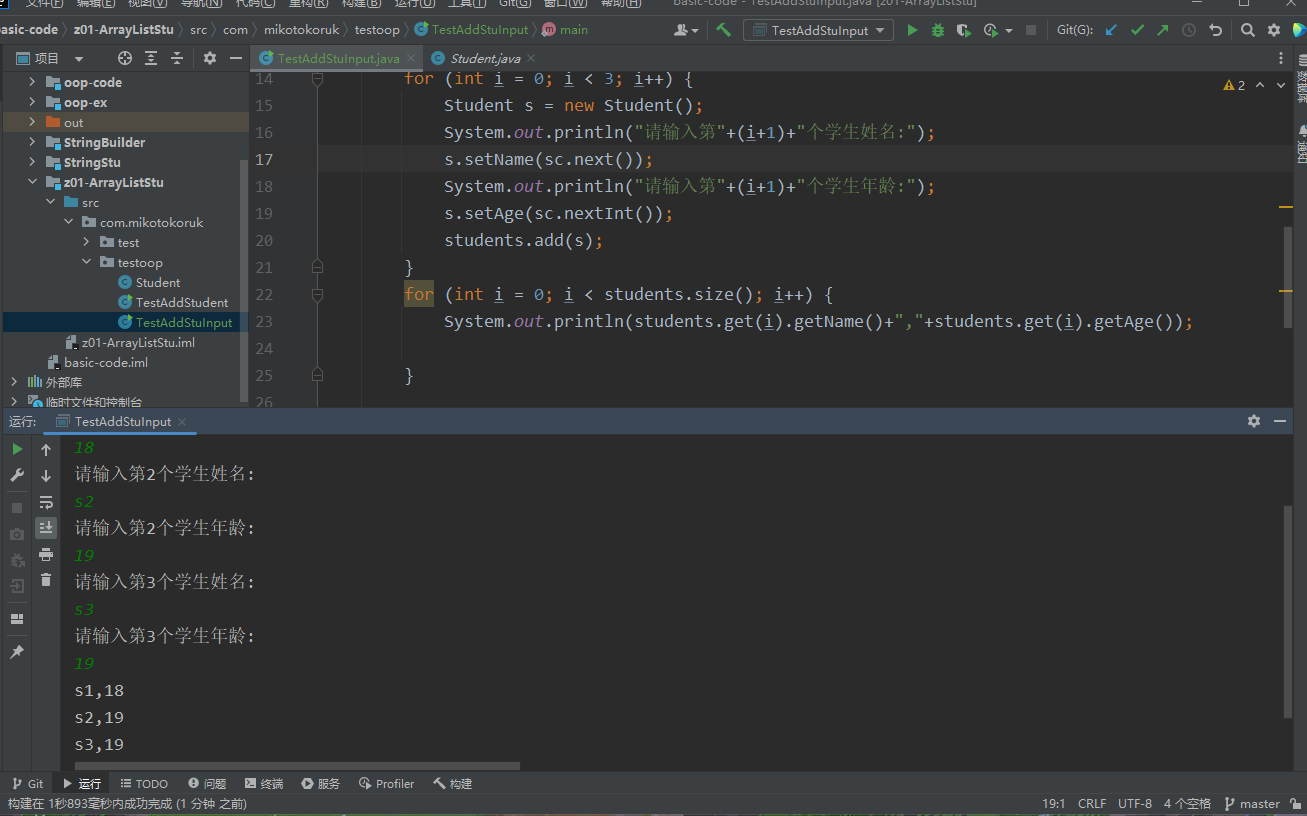 文件(F) 编辑(E) 视图(V) 导航(N) 代码(C) 重构(R) 构建(B) 运行(U) 工具(T) Git(G) 窗口(W) 帮助(H) basic-code - TestAddStuInput.java [z01-ArrayListStu]
asic-code z01-ArrayListStu src com mikotokoruk testoop TestAddStuInput main TestAddStuInput Git(G):
项目 TestAddStuInput.java Student.java
oop-code
oop-ex
out
StringBuilder
StringStu
z01-ArrayListStu
src
com.mikotokoruk
test
testoop
Student
TestAddStudent
TestAddStuInput
z01-ArrayListStu.iml
basic-code.iml
外部库
临时文件和控制台
14 for (int i = 0; i < 3; i++) {
15 Student s = new Student();
16 System.out.println("请输入第"+(i+1)+"个学生姓名:");
17 s.setName(sc.next());
18 System.out.println("请输入第"+(i+1)+"个学生年龄:");
19 s.setAge(sc.nextInt());
20 students.add(s);
21 }
22 for (int i = 0; i < students.size(); i++) {
23 System.out.println(students.get(i).getName()+","+students.get(i).getAge());
24
25 }
26
2
数据库
通知
运行: TestAddStuInput
18
请输入第2个学生姓名:
s2
请输入第2个学生年龄:
19
请输入第3个学生姓名:
s3
请输入第3个学生年龄:
19
s1,18
s2,19
s3,19
Git 运行 TODO 问题 终端 服务 Profiler 构建
构建在 1秒893毫秒内成功完成 (1 分钟 之前) 19:1 CRLF UTF-8 4 个空格 master